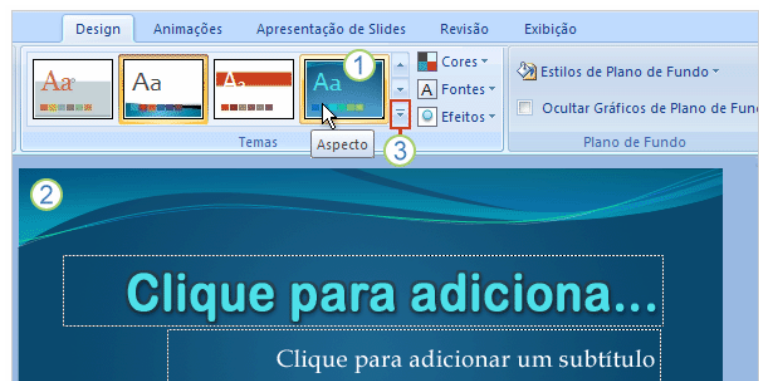 Design Animações Apresentação de Slides Revisão Exibição
Aa Aa Aa Aa 1
Cores
Fontes
Efeitos
Estilos de Plano de Fundo
Ocultar Gráficos de Plano de Fun
Temas
Plano de Fundo
Aspecto
3
2
Clique para adiciona...
Clique para adicionar um subtítulo